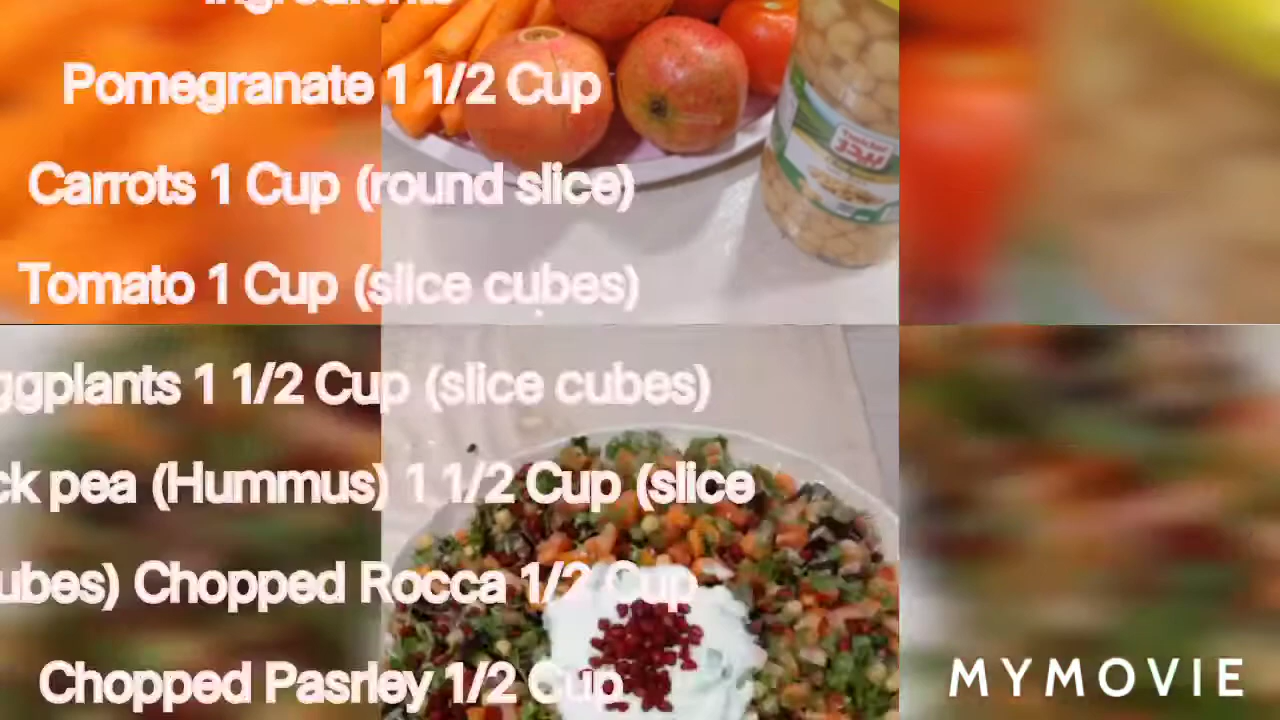 Ingredients
Pomegranate 1 1/2 Cup
Carrots 1 Cup (round slice)
Tomato 1 Cup (slice cubes)
ggplants 1 1/2 Cup (slice cubes)
ck pea (Hummus) 1 1/2 Cup (slice
ubes) Chopped Rocca 1/2 Cup
Chopped Pasrley 1/2 Cup
MYMOVIE